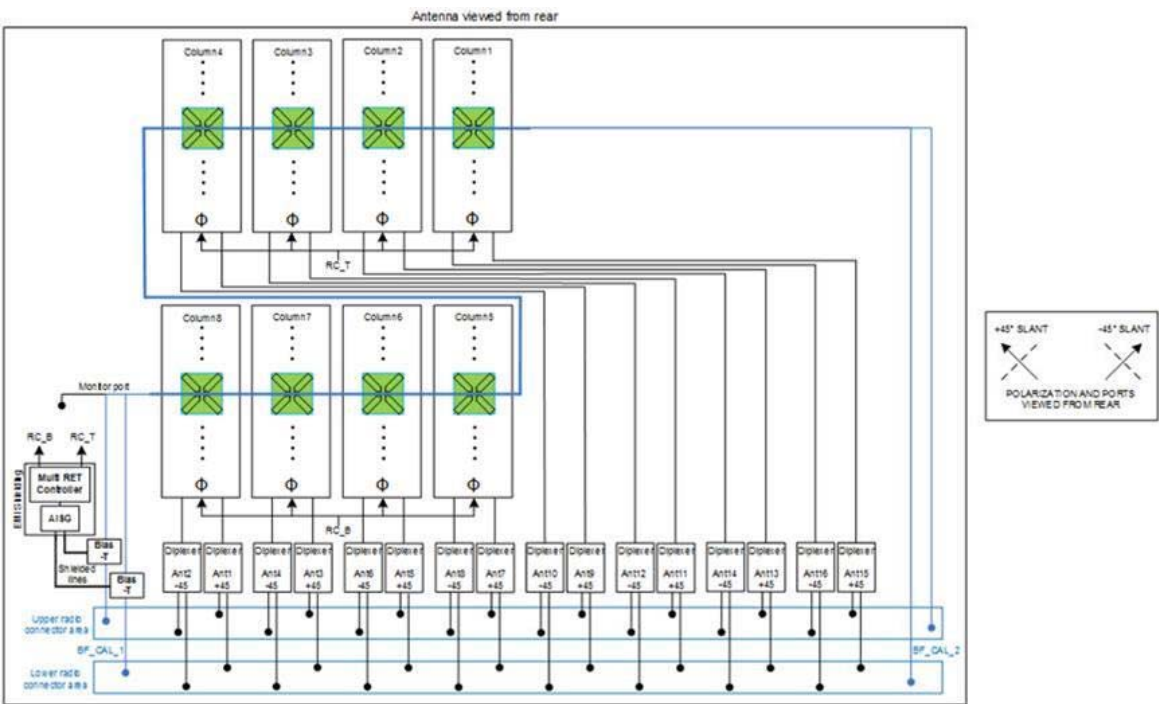 Antenna viewed from rear
Column4 Column3 Column2 Column1
Φ Φ Φ Φ
RC_T
Column8 Column7 Column6 Column5
+45° SLANT -45° SLANT
POLARIZATION AND PORTS
VIEWED FROM REAR
Monitor port
RC_B RC_T
Multi RET
Controller
AISG
EMI Shielding
Φ Φ Φ Φ
RC_B
Bias
-T
Shielded
lines
Bias
-T
Diplexer Diplexer Diplexer Diplexer Diplexer Diplexer Diplexer Diplexer Diplexer Diplexer Diplexer Diplexer Diplexer Diplexer Diplexer Diplexer
Ant2 Ant1 Ant4 Ant3 Ant6 Ant5 Ant8 Ant7 Ant10 Ant9 Ant12 Ant11 Ant14 Ant13 Ant16 Ant15
-45 +45 -45 +45 -45 +45 -45 +45 -45 +45 -45 +45 -45 +45 -45 +45
Upper radio
connector area
BF_CAL_1 BF_CAL_2
Lower radio
connector area